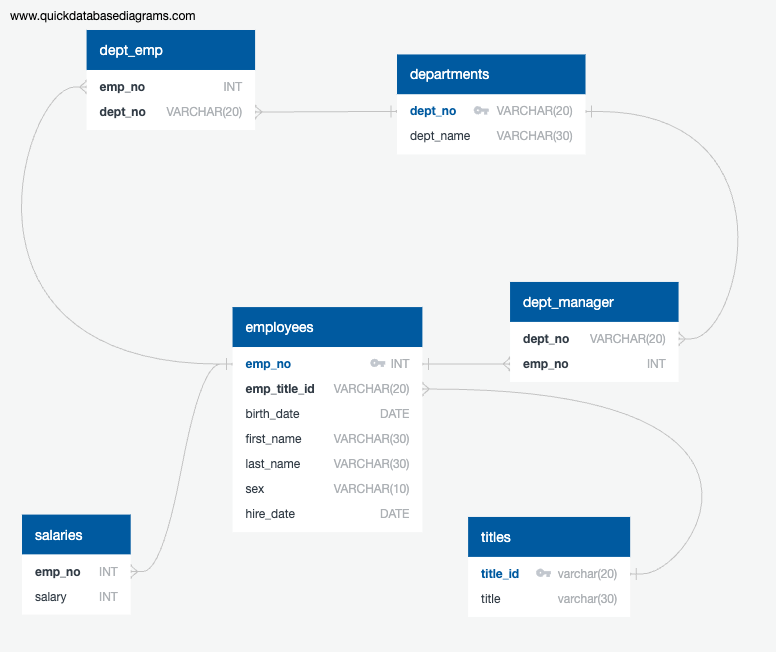 www.quickdatabasediagrams.com
dept_emp
emp_no INT
dept_no VARCHAR(20)
departments
dept_no VARCHAR(20)
dept_name VARCHAR(30)
dept_manager
dept_no VARCHAR(20)
emp_no INT
employees
emp_no INT
emp_title_id VARCHAR(20)
birth_date DATE
first_name VARCHAR(30)
last_name VARCHAR(30)
sex VARCHAR(10)
hire_date DATE
salaries
emp_no INT
salary INT
titles
title_id varchar(20)
title varchar(30)